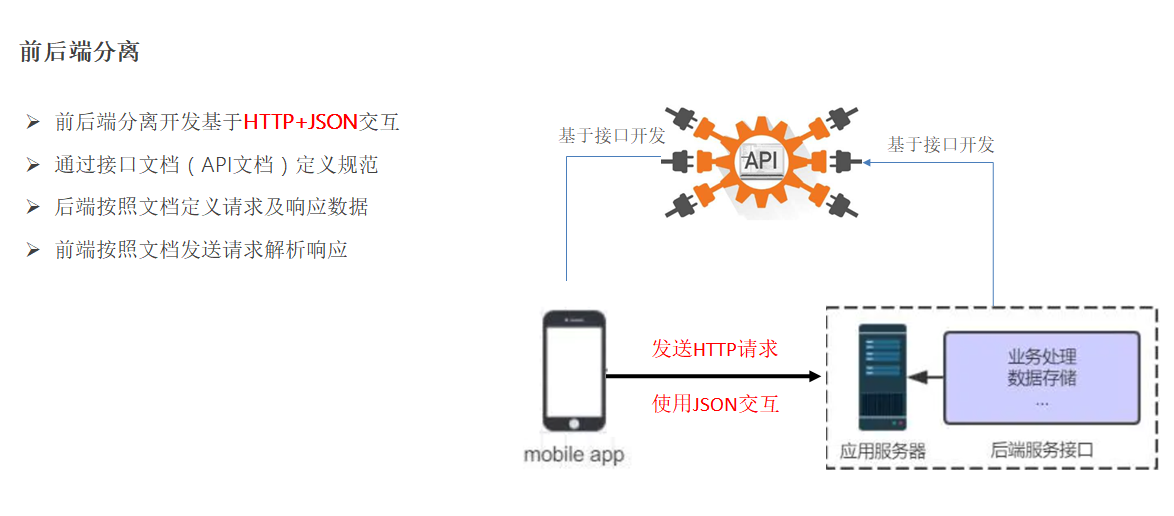 前后端分离
前后端分离开发基于HTTP+JSON交互
通过接口文档（API文档）定义规范
后端按照文档定义请求及响应数据
前端按照文档发送请求解析响应
基于接口开发
API
基于接口开发
发送HTTP请求
使用JSON交互
mobile app
业务处理
数据存储
...
应用服务器
后端服务接口